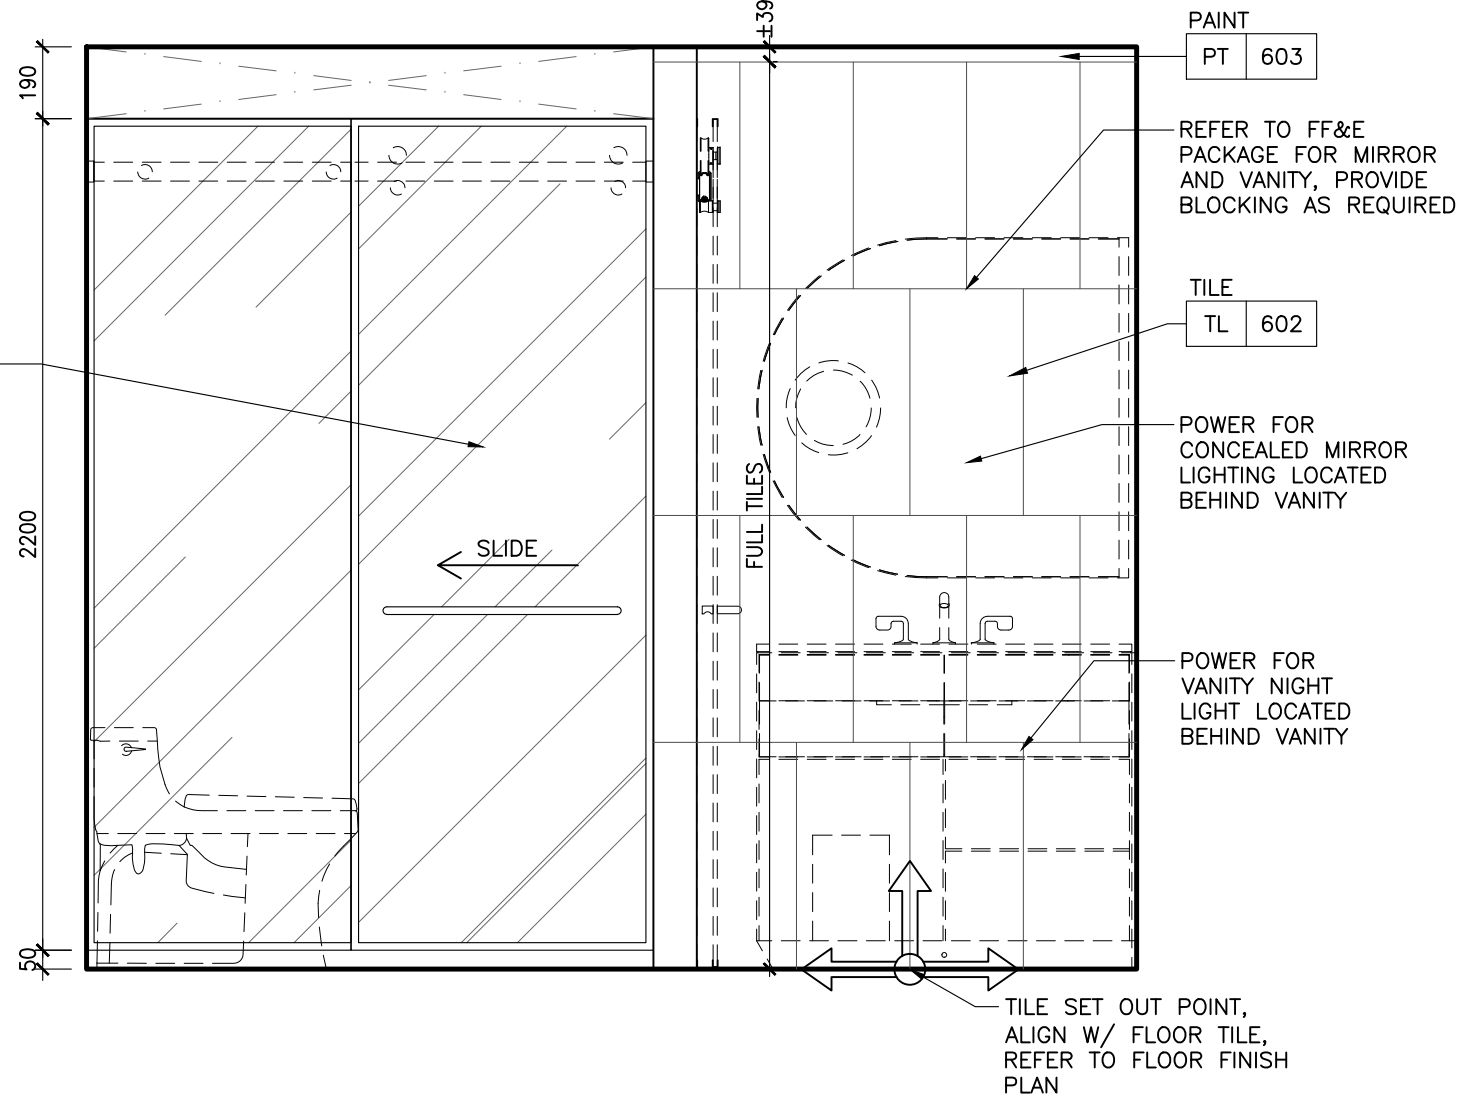 ±39
PAINT
PT 603
190
REFER TO FF&E
PACKAGE FOR MIRROR
AND VANITY, PROVIDE
BLOCKING AS REQUIRED
TILE
TL 602
POWER FOR
CONCEALED MIRROR
LIGHTING LOCATED
BEHIND VANITY
FULL TILES
2200
SLIDE
POWER FOR
VANITY NIGHT
LIGHT LOCATED
BEHIND VANITY
50
TILE SET OUT POINT,
ALIGN W/ FLOOR TILE,
REFER TO FLOOR FINISH
PLAN